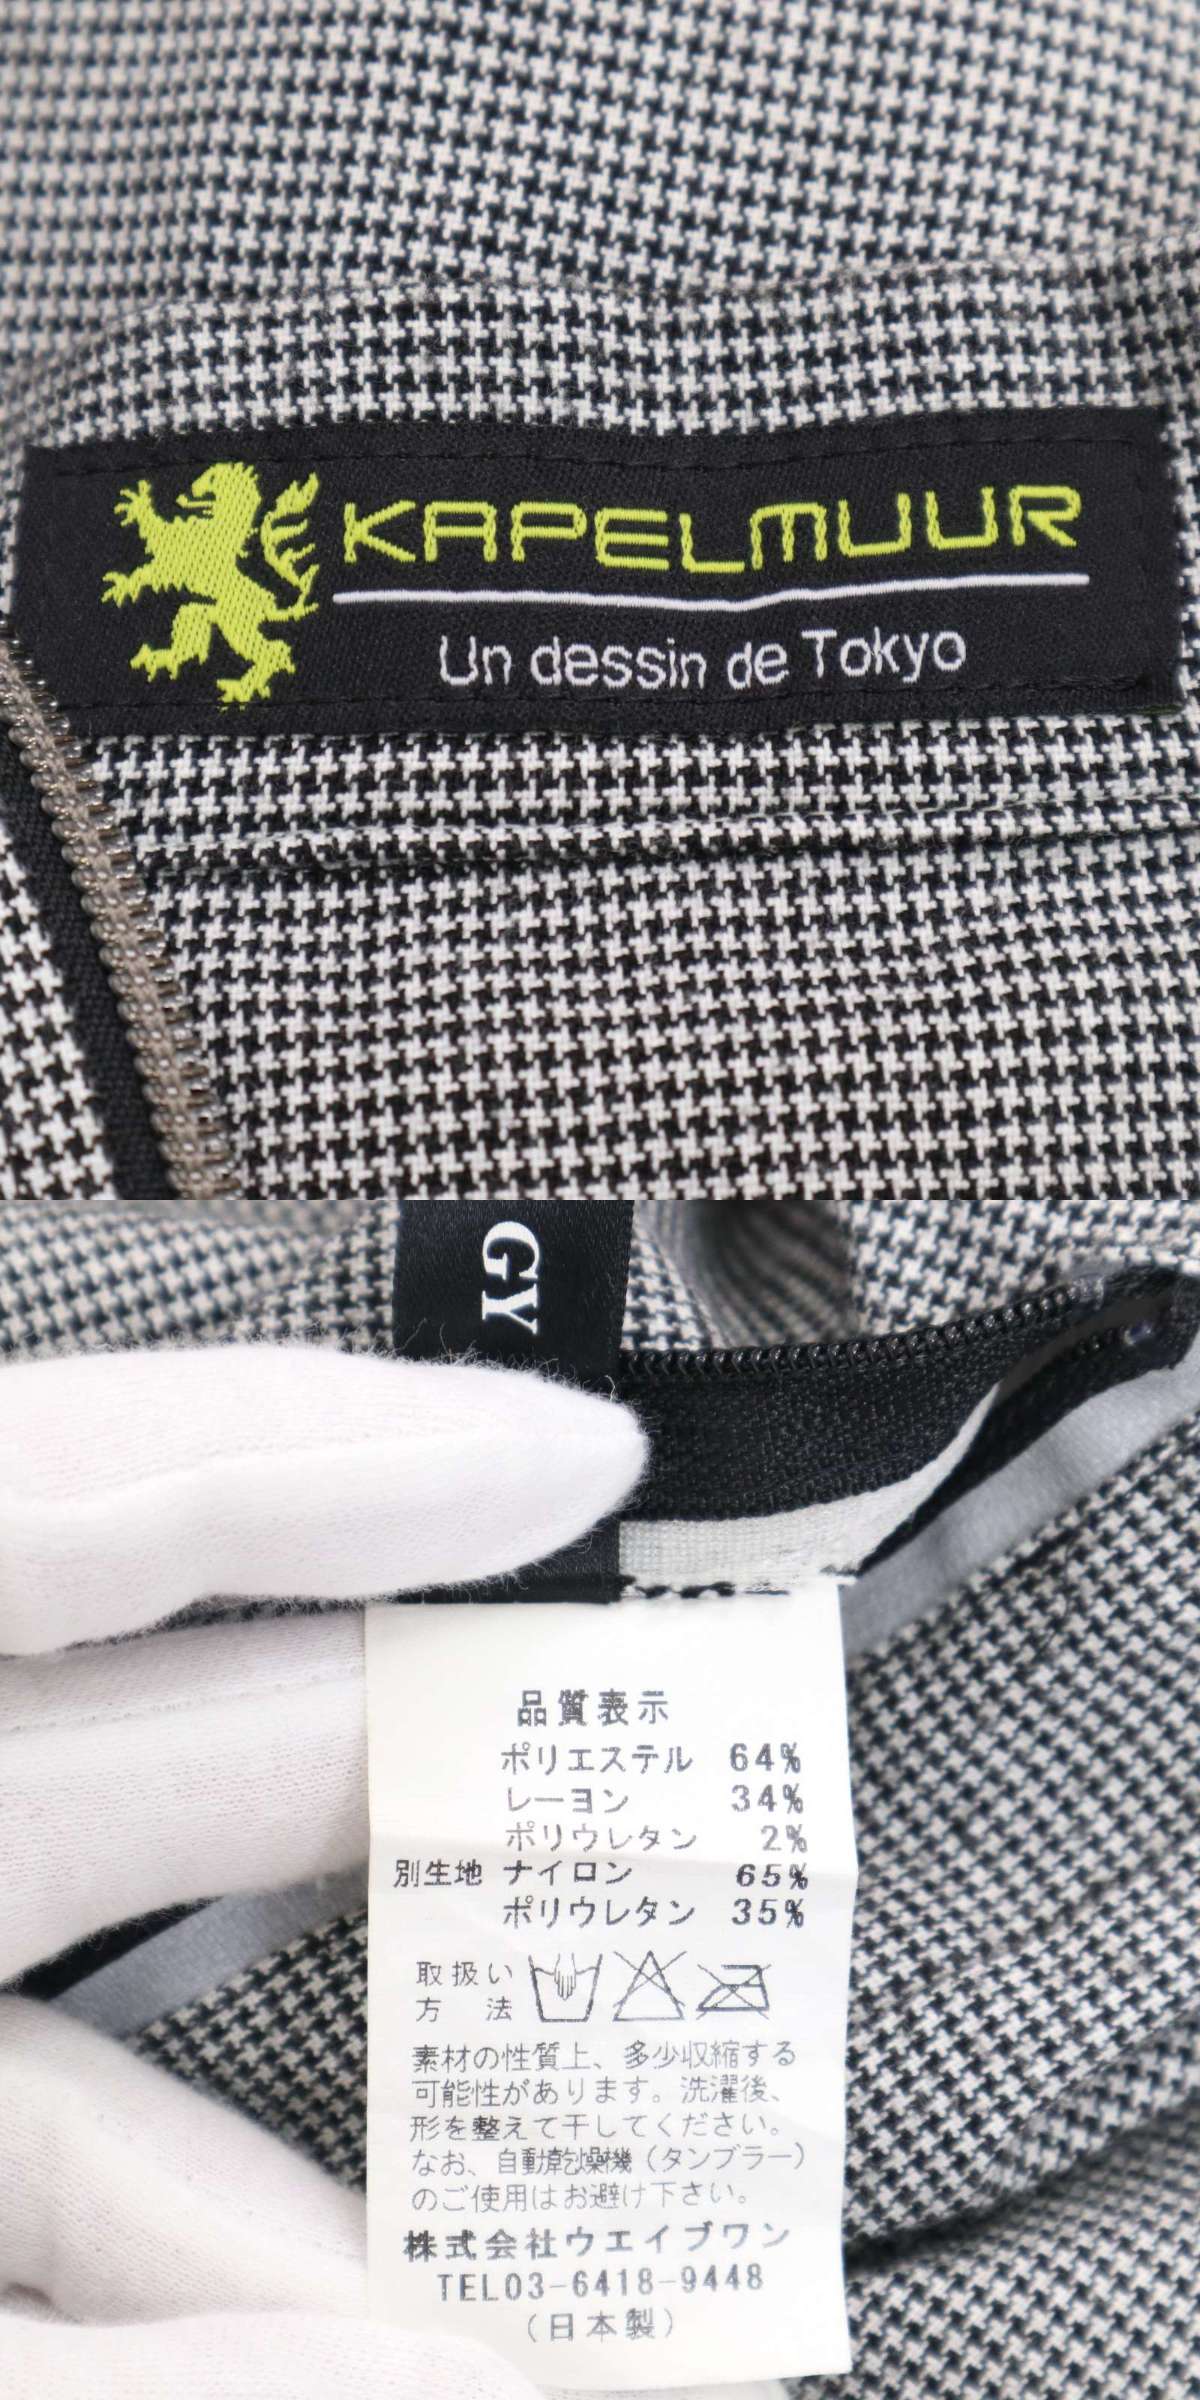 KAPELMUUR
Un dessin de Tokyo
GY
品質表示
ポリエステル 64%
レーヨン 34%
ポリウレタン 2%
別生地 ナイロン 65%
ポリウレタン 35%
取扱い
方 法
素材の性質上、多少収縮する
可能性があります。洗濯後、
形を整えて干してください。
なお、自動乾燥機（タンブラー）
のご使用はお避け下さい。
株式会社ウエイブワン
TEL03-6418-9448
（日本製）